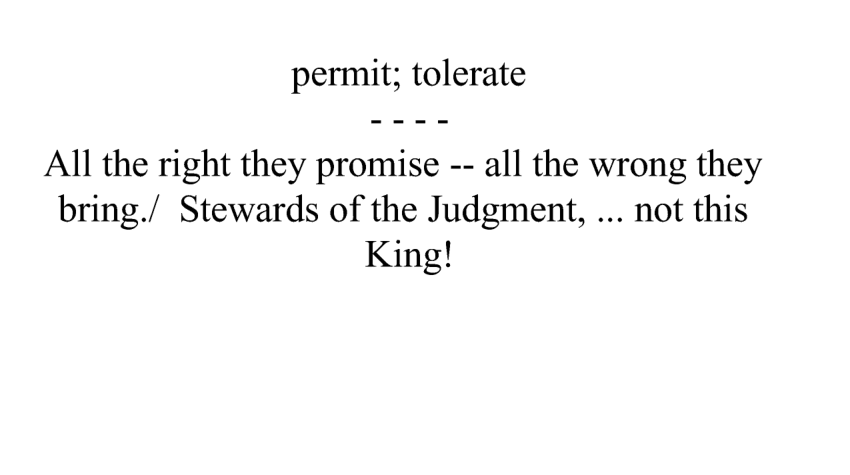 permit; tolerate
- - - -
All the right they promise -- all the wrong they
bring./  Stewards of the Judgment, ... not this
King!